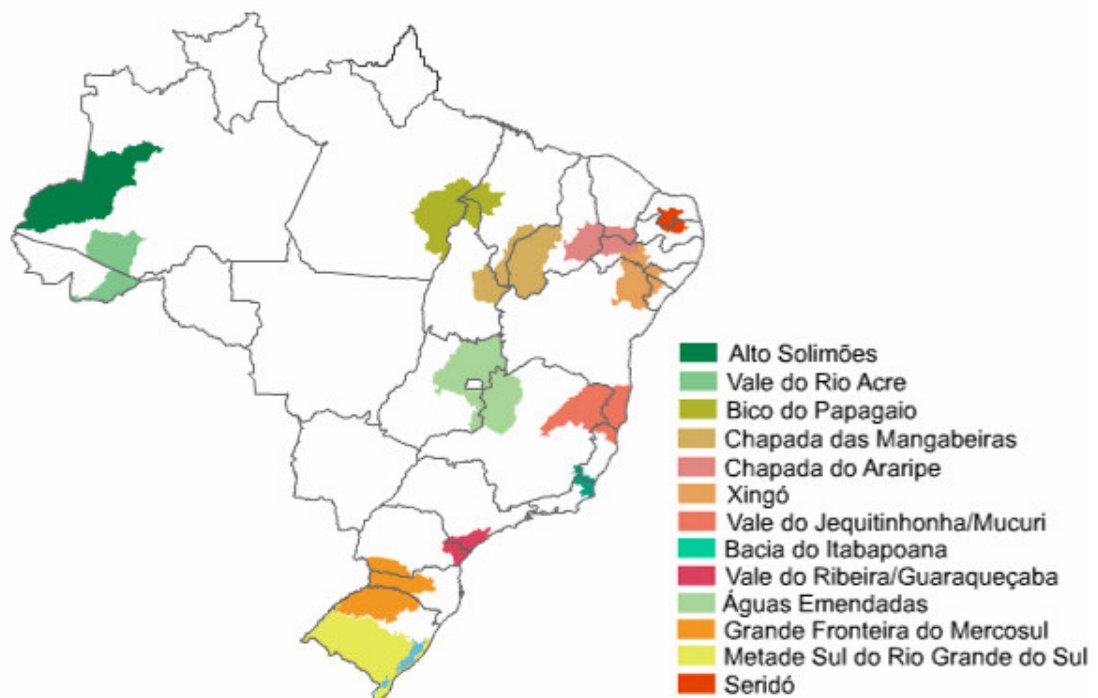 Alto Solimões
Vale do Rio Acre
Bico do Papagaio
Chapada das Mangabeiras
Chapada do Araripe
Xingó
Vale do Jequitinhonha/Mucuri
Bacia do Itabapoana
Vale do Ribeira/Guaraqueçaba
Águas Emendadas
Grande Fronteira do Mercosul
Metade Sul do Rio Grande do Sul
Seridó